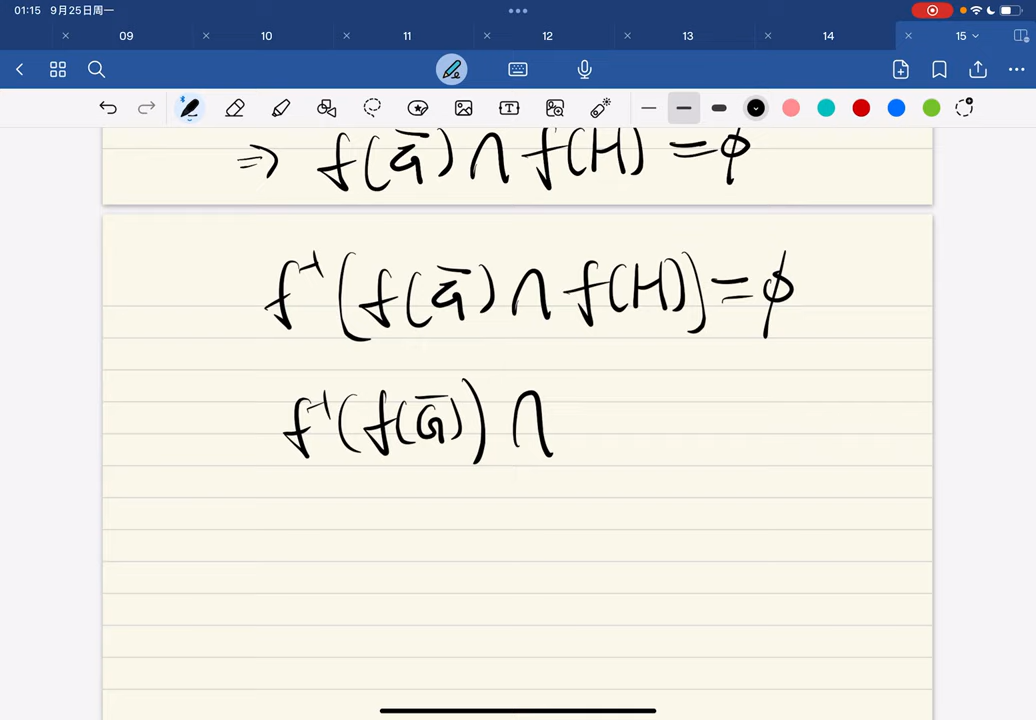 01:15 9月25日周一
09 10 11 12 13 14 15
T
⇒ f(G̅) ∩ f(H) = ϕ
f⁻¹(f(G̅) ∩ f(H)) = ϕ
f⁻¹(f(G̅)) ∩